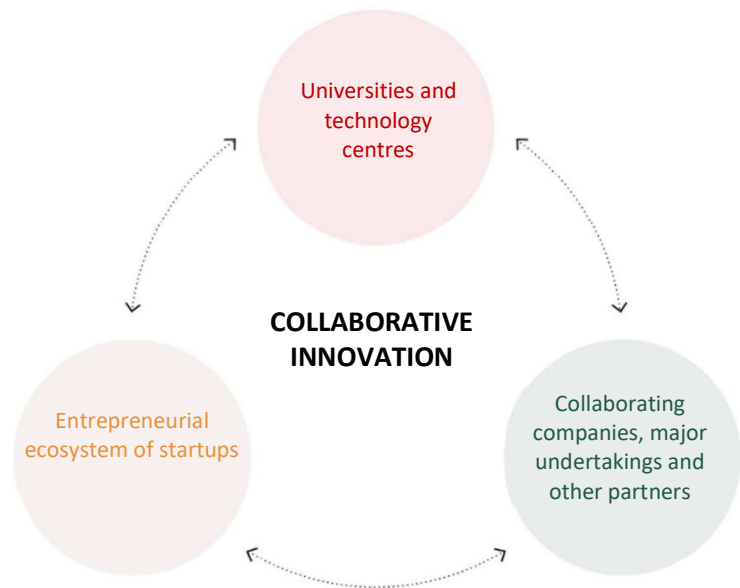 Universities and
technology
centres
COLLABORATIVE
INNOVATION
Entrepreneurial
ecosystem of startups
Collaborating
companies, major
undertakings and
other partners